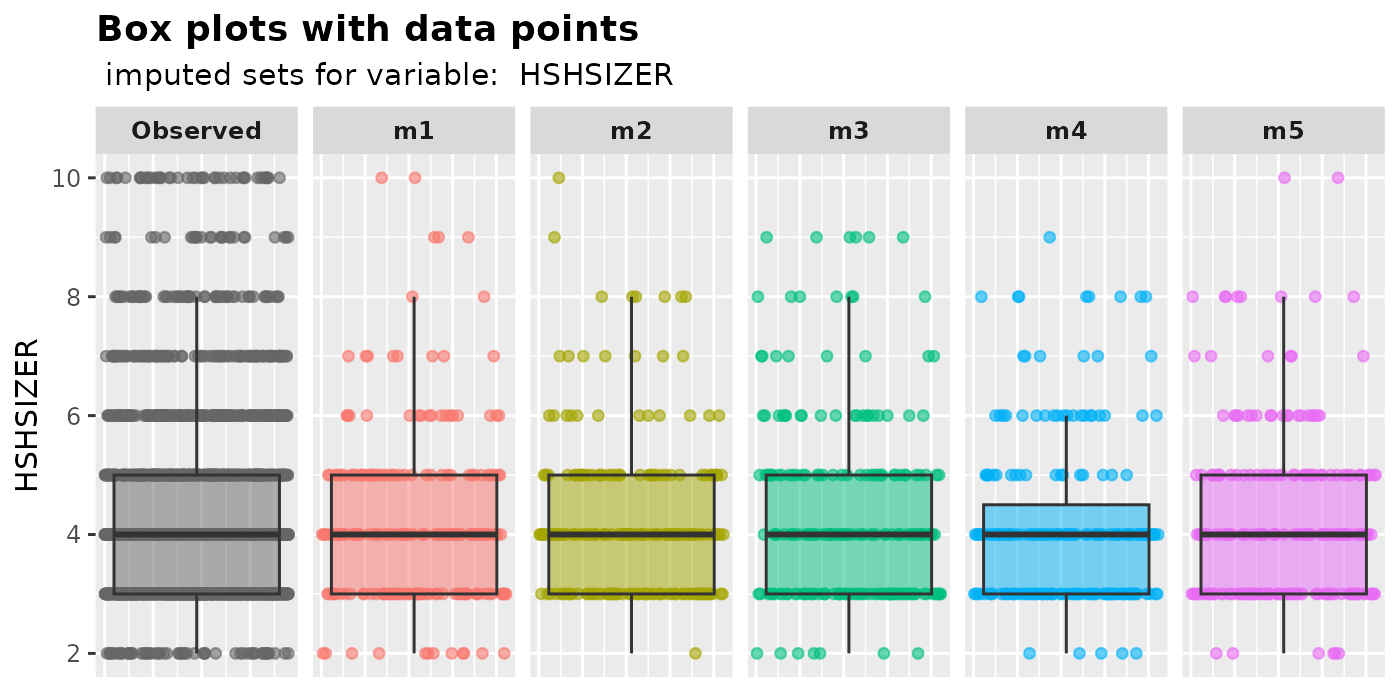 Box plots with data points
imputed sets for variable:  HSHSIZER
Observed m1 m2 m3 m4 m5
10
8
6
4
2
HSHSIZER